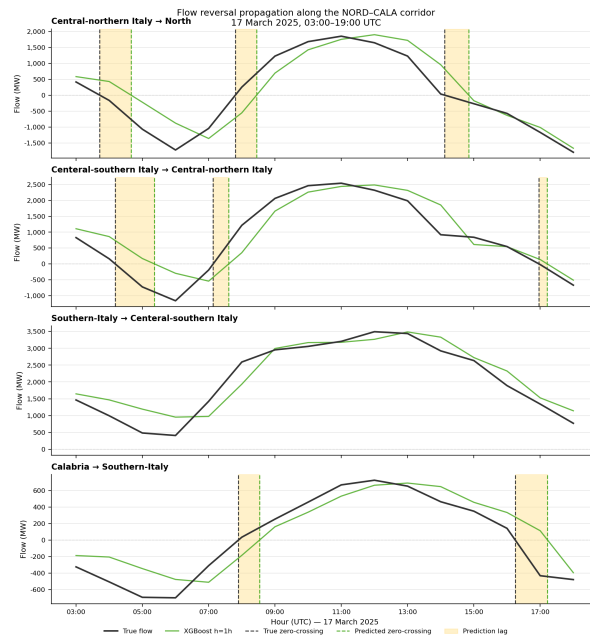 Flow reversal propagation along the NORD–CALA corridor
17 March 2025, 03:00–19:00 UTC
Central-northern Italy → North
Flow (MW)
2,000
1,500
1,000
500
0
-500
-1,000
-1,500
Centeral-southern Italy → Central-northern Italy
Flow (MW)
2,500
2,000
1,500
1,000
500
0
-500
-1,000
Southern-Italy → Centeral-southern Italy
Flow (MW)
3,500
3,000
2,500
2,000
1,500
1,000
500
0
Calabria → Southern-Italy
Flow (MW)
600
400
200
0
-200
-400
-600
03:00 05:00 07:00 09:00 11:00 13:00 15:00 17:00
Hour (UTC) — 17 March 2025
True flow XGBoost h=1h True zero-crossing Predicted zero-crossing Prediction lag